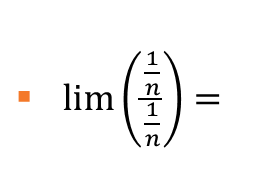 ▪ lim ( (1/n) / (1/n) ) =